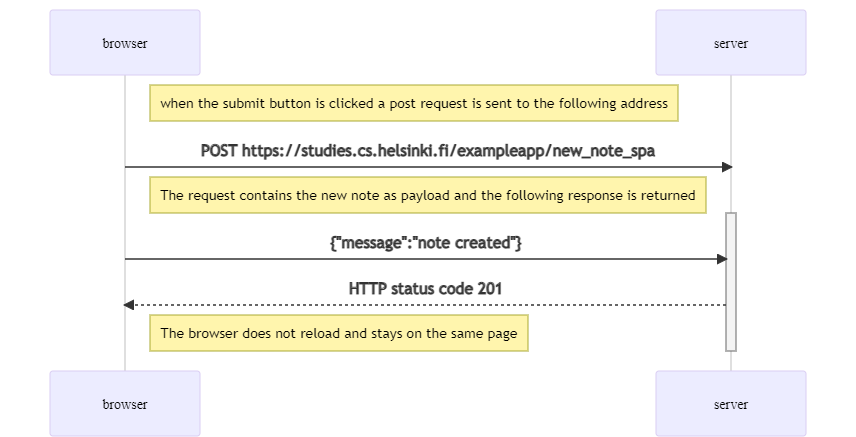 browser
server
when the submit button is clicked a post request is sent to the following address
POST https://studies.cs.helsinki.fi/exampleapp/new_note_spa
The request contains the new note as payload and the following response is returned
{"message":"note created"}
HTTP status code 201
The browser does not reload and stays on the same page
browser
server